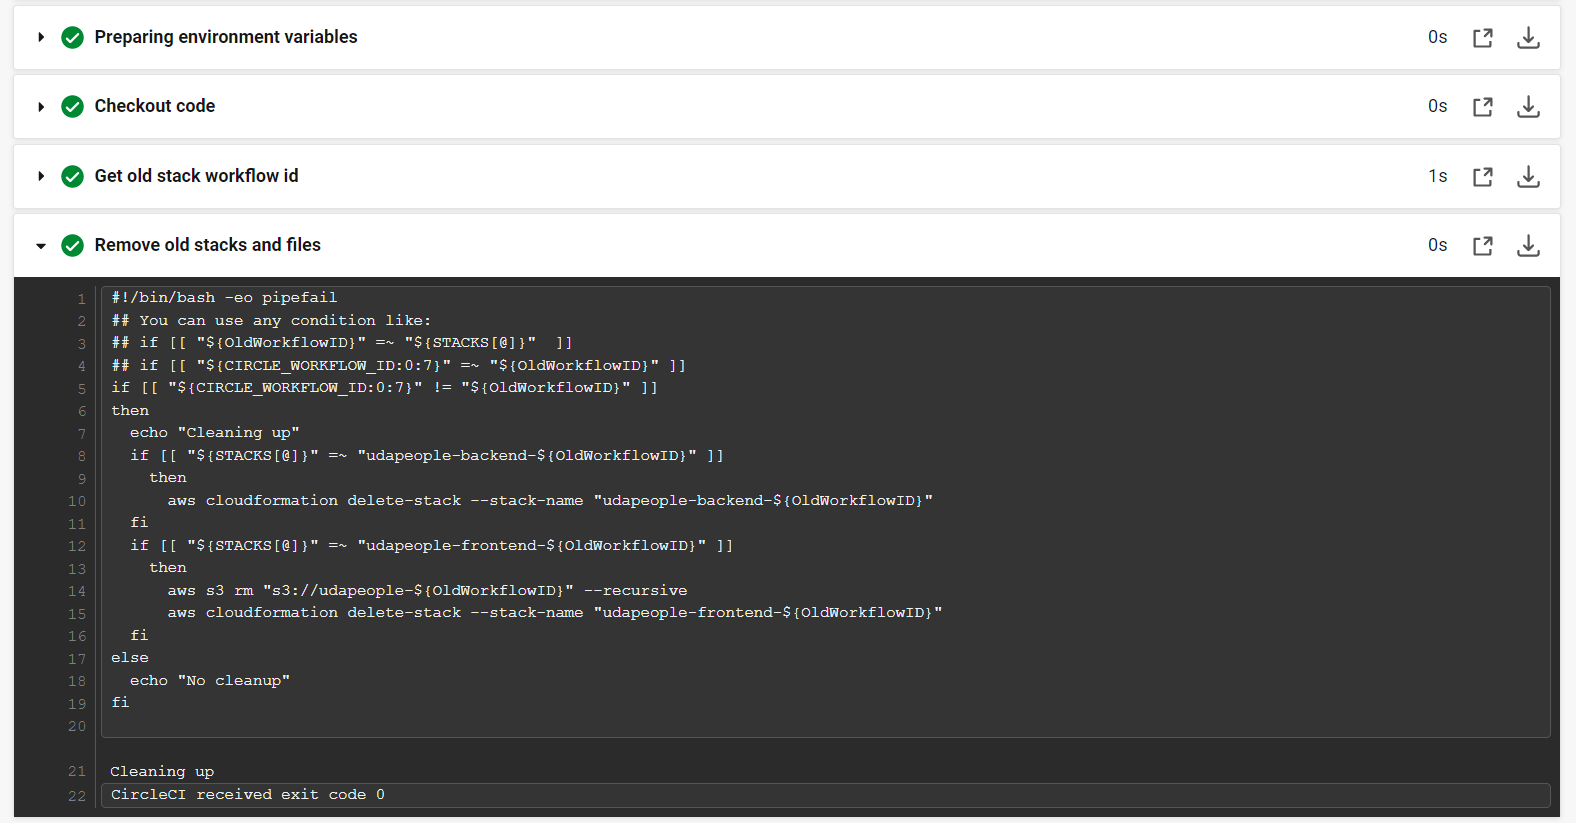 Preparing environment variables 0s
Checkout code 0s
Get old stack workflow id 1s
Remove old stacks and files 0s
1 #!/bin/bash -eo pipefail
2 ## You can use any condition like:
3 ## if [[ "${OldWorkflowID}" =~ "${STACKS[@]}"  ]]
4 ## if [[ "${CIRCLE_WORKFLOW_ID:0:7}" =~ "${OldWorkflowID}" ]]
5 if [[ "${CIRCLE_WORKFLOW_ID:0:7}" != "${OldWorkflowID}" ]]
6 then
7   echo "Cleaning up"
8   if [[ "${STACKS[@]}" =~ "udapeople-backend-${OldWorkflowID}" ]]
9     then
10       aws cloudformation delete-stack --stack-name "udapeople-backend-${OldWorkflowID}"
11   fi
12   if [[ "${STACKS[@]}" =~ "udapeople-frontend-${OldWorkflowID}" ]]
13     then
14       aws s3 rm "s3://udapeople-${OldWorkflowID}" --recursive
15       aws cloudformation delete-stack --stack-name "udapeople-frontend-${OldWorkflowID}"
16   fi
17 else
18   echo "No cleanup"
19 fi
20
21 Cleaning up
22 CircleCI received exit code 0